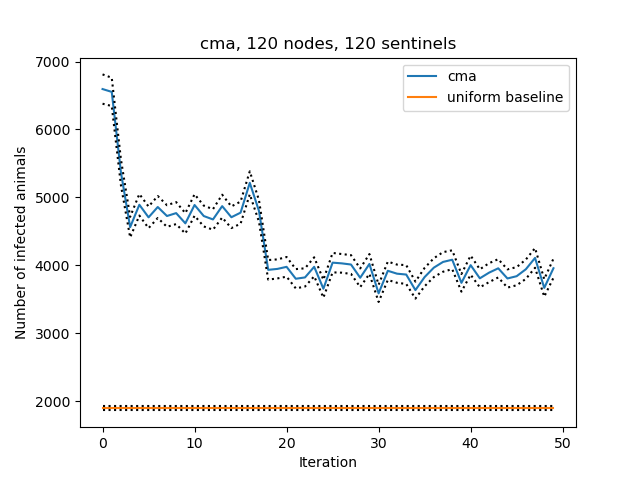 cma, 120 nodes, 120 sentinels
cma
uniform baseline
Number of infected animals
7000
6000
5000
4000
3000
2000
0 10 20 30 40 50
Iteration